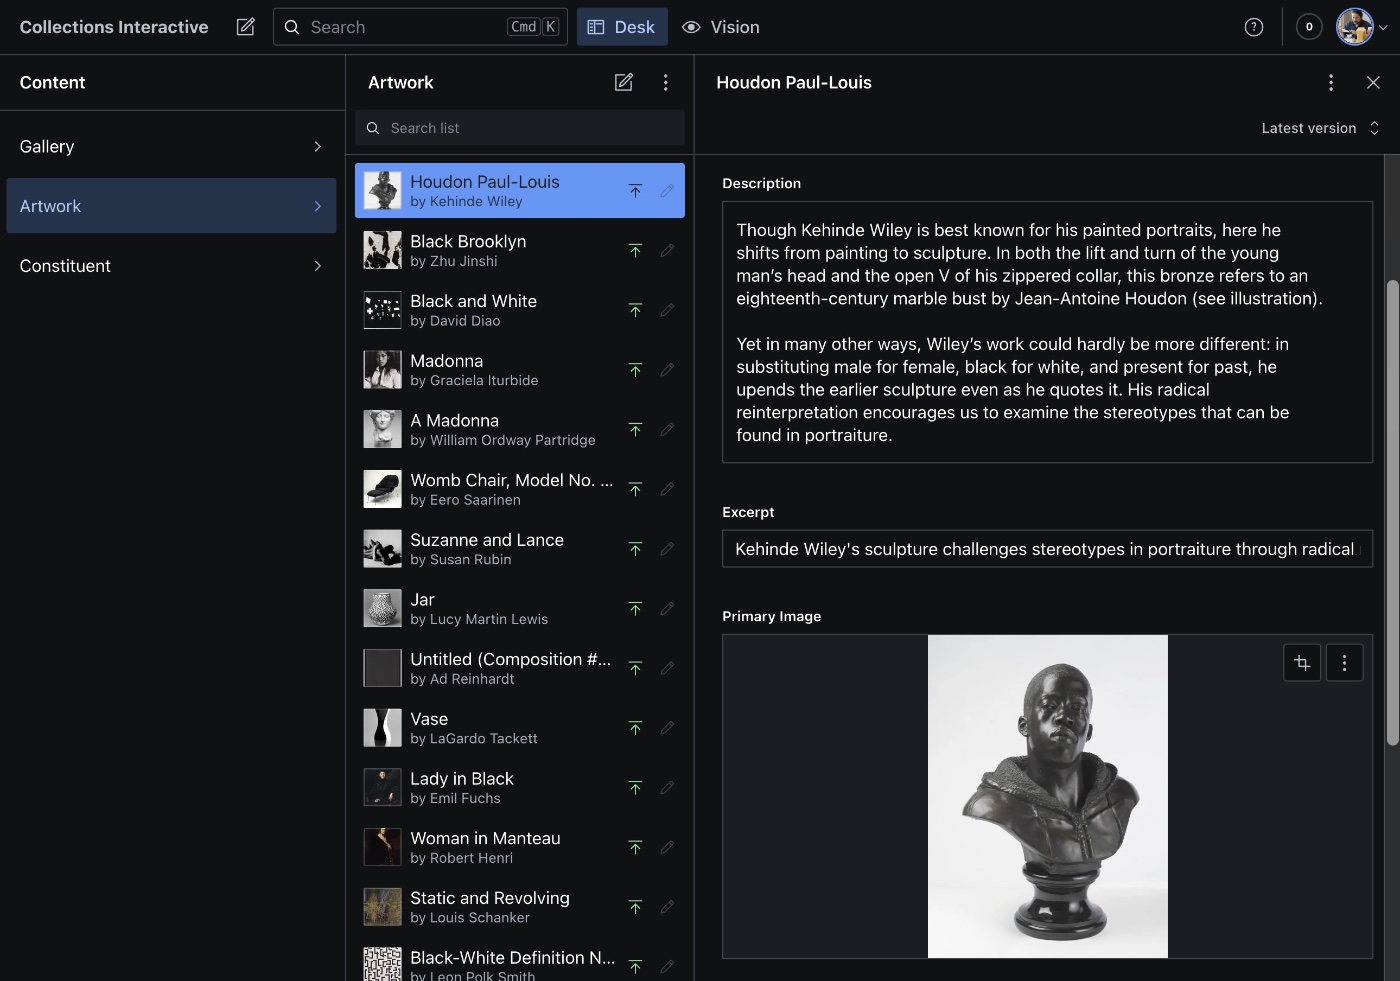 Collections Interactive
Search
Cmd K
Desk
Vision
0
Content
Gallery
Artwork
Constituent
Artwork
Search list
Houdon Paul-Louis
by Kehinde Wiley
Black Brooklyn
by Zhu Jinshi
Black and White
by David Diao
Madonna
by Graciela Iturbide
A Madonna
by William Ordway Partridge
Womb Chair, Model No. ...
by Eero Saarinen
Suzanne and Lance
by Susan Rubin
Jar
by Lucy Martin Lewis
Untitled (Composition #...
by Ad Reinhardt
Vase
by LaGardo Tackett
Lady in Black
by Emil Fuchs
Woman in Manteau
by Robert Henri
Static and Revolving
by Louis Schanker
Black-White Definition N...
by Leon Polk Smith
Houdon Paul-Louis
Latest version
Description
Though Kehinde Wiley is best known for his painted portraits, here he
shifts from painting to sculpture. In both the lift and turn of the young
man’s head and the open V of his zippered collar, this bronze refers to an
eighteenth-century marble bust by Jean-Antoine Houdon (see illustration).
Yet in many other ways, Wiley’s work could hardly be more different: in
substituting male for female, black for white, and present for past, he
upends the earlier sculpture even as he quotes it. His radical
reinterpretation encourages us to examine the stereotypes that can be
found in portraiture.
Excerpt
Kehinde Wiley's sculpture challenges stereotypes in portraiture through radical
Primary Image